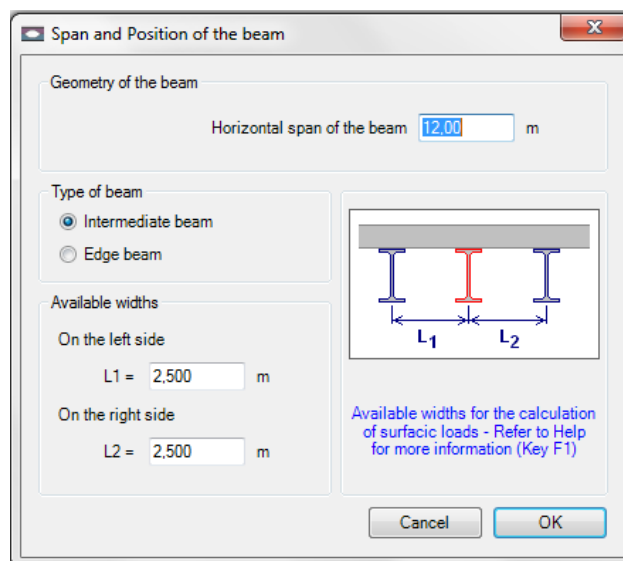 Span and Position of the beam
Geometry of the beam
Horizontal span of the beam 12,00 m
Type of beam
Intermediate beam
Edge beam
Available widths
On the left side
L1 = 2,500 m
On the right side
L2 = 2,500 m
L1 L2
Available widths for the calculation
of surfacic loads - Refer to Help
for more information (Key F1)
Cancel OK